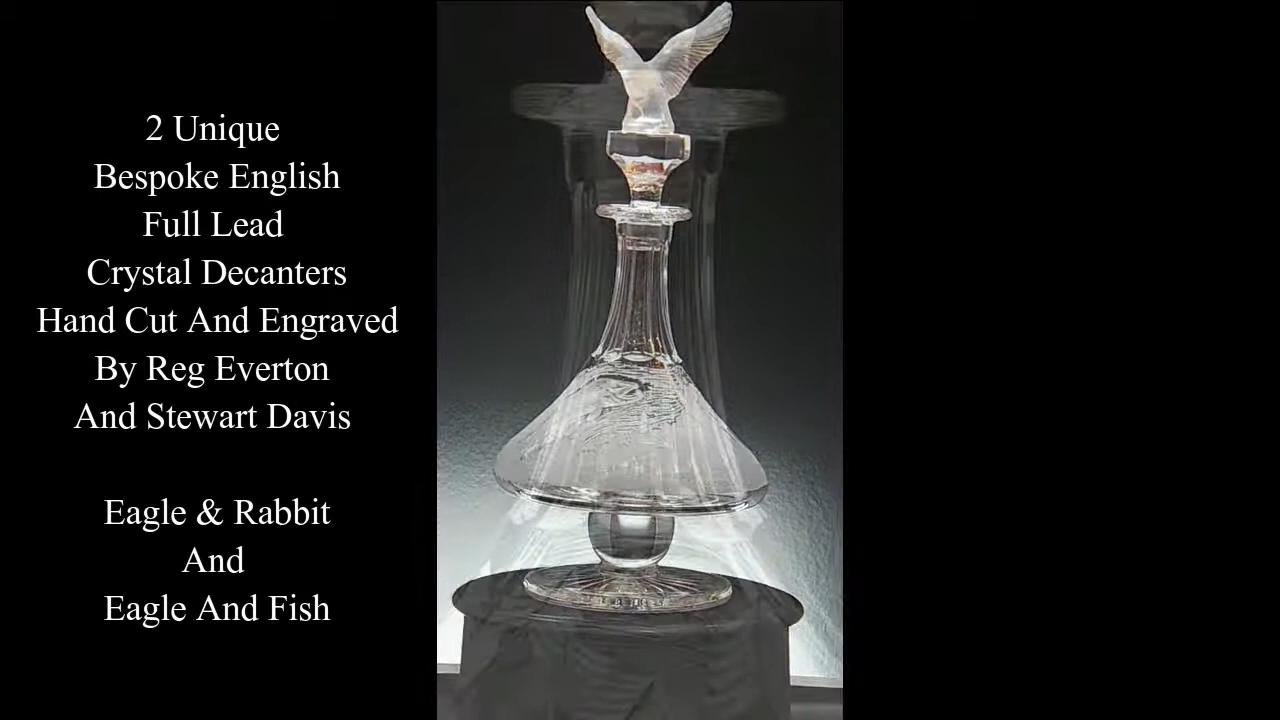 2 Unique
Bespoke English
Full Lead
Crystal Decanters
Hand Cut And Engraved
By Reg Everton
And Stewart Davis
Eagle & Rabbit
And
Eagle And Fish